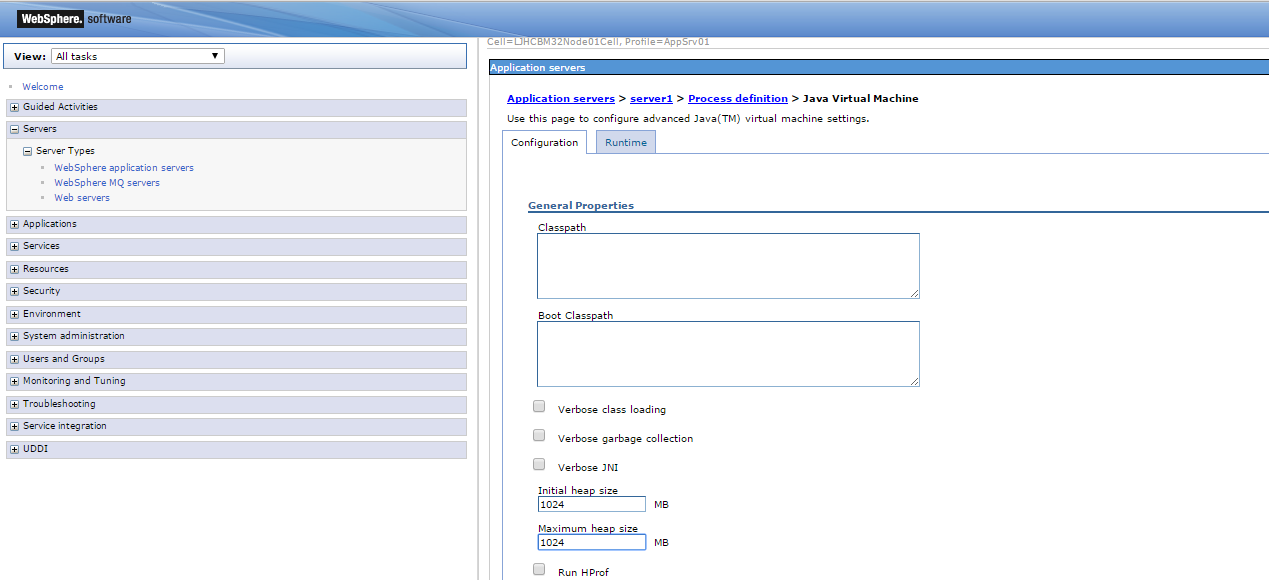 WebSphere. software
View: All tasks
Welcome
Guided Activities
Servers
Server Types
WebSphere application servers
WebSphere MQ servers
Web servers
Applications
Services
Resources
Security
Environment
System administration
Users and Groups
Monitoring and Tuning
Troubleshooting
Service integration
UDDI
Cell=LJHCBM32Node01Cell, Profile=AppSrv01
Application servers
Application servers > server1 > Process definition > Java Virtual Machine
Use this page to configure advanced Java(TM) virtual machine settings.
Configuration Runtime
General Properties
Classpath
Boot Classpath
Verbose class loading
Verbose garbage collection
Verbose JNI
Initial heap size
1024 MB
Maximum heap size
1024 MB
Run HProf